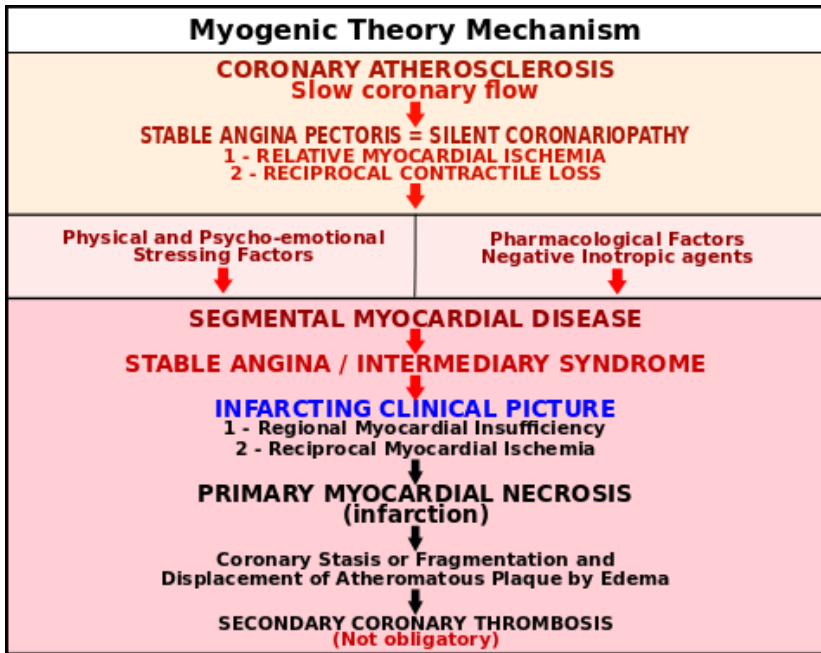 Myogenic Theory Mechanism
CORONARY ATHEROSCLEROSIS
Slow coronary flow
STABLE ANGINA PECTORIS = SILENT CORONARIOPATHY
1 - RELATIVE MYOCARDIAL ISCHEMIA
2 - RECIPROCAL CONTRACTILE LOSS
Physical and Psycho-emotional
Stressing Factors
Pharmacological Factors
Negative Inotropic agents
SEGMENTAL MYOCARDIAL DISEASE
STABLE ANGINA / INTERMEDIARY SYNDROME
INFARCTING CLINICAL PICTURE
1 - Regional Myocardial Insufficiency
2 - Reciprocal Myocardial Ischemia
PRIMARY MYOCARDIAL NECROSIS
(infarction)
Coronary Stasis or Fragmentation and
Displacement of Atheromatous Plaque by Edema
SECONDARY CORONARY THROMBOSIS
(Not obligatory)